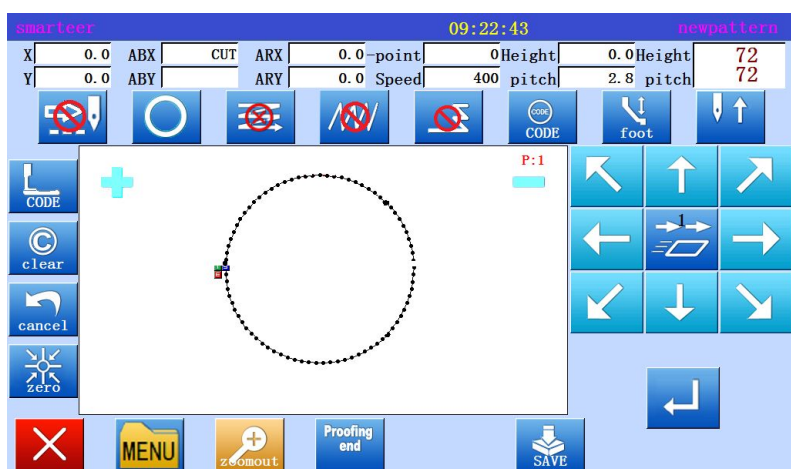 smarteer 09:22:43 newpattern
X 0.0 ABX CUT ARX 0.0 -point 0 Height 0.0 Height 72
Y 0.0 ABY ARY 0.0 Speed 400 pitch 2.8 pitch 72
CODE
CODE foot
P:1
CODE
1
clear
cancel
zero
MENU
zoomout
Proofing
end
SAVE